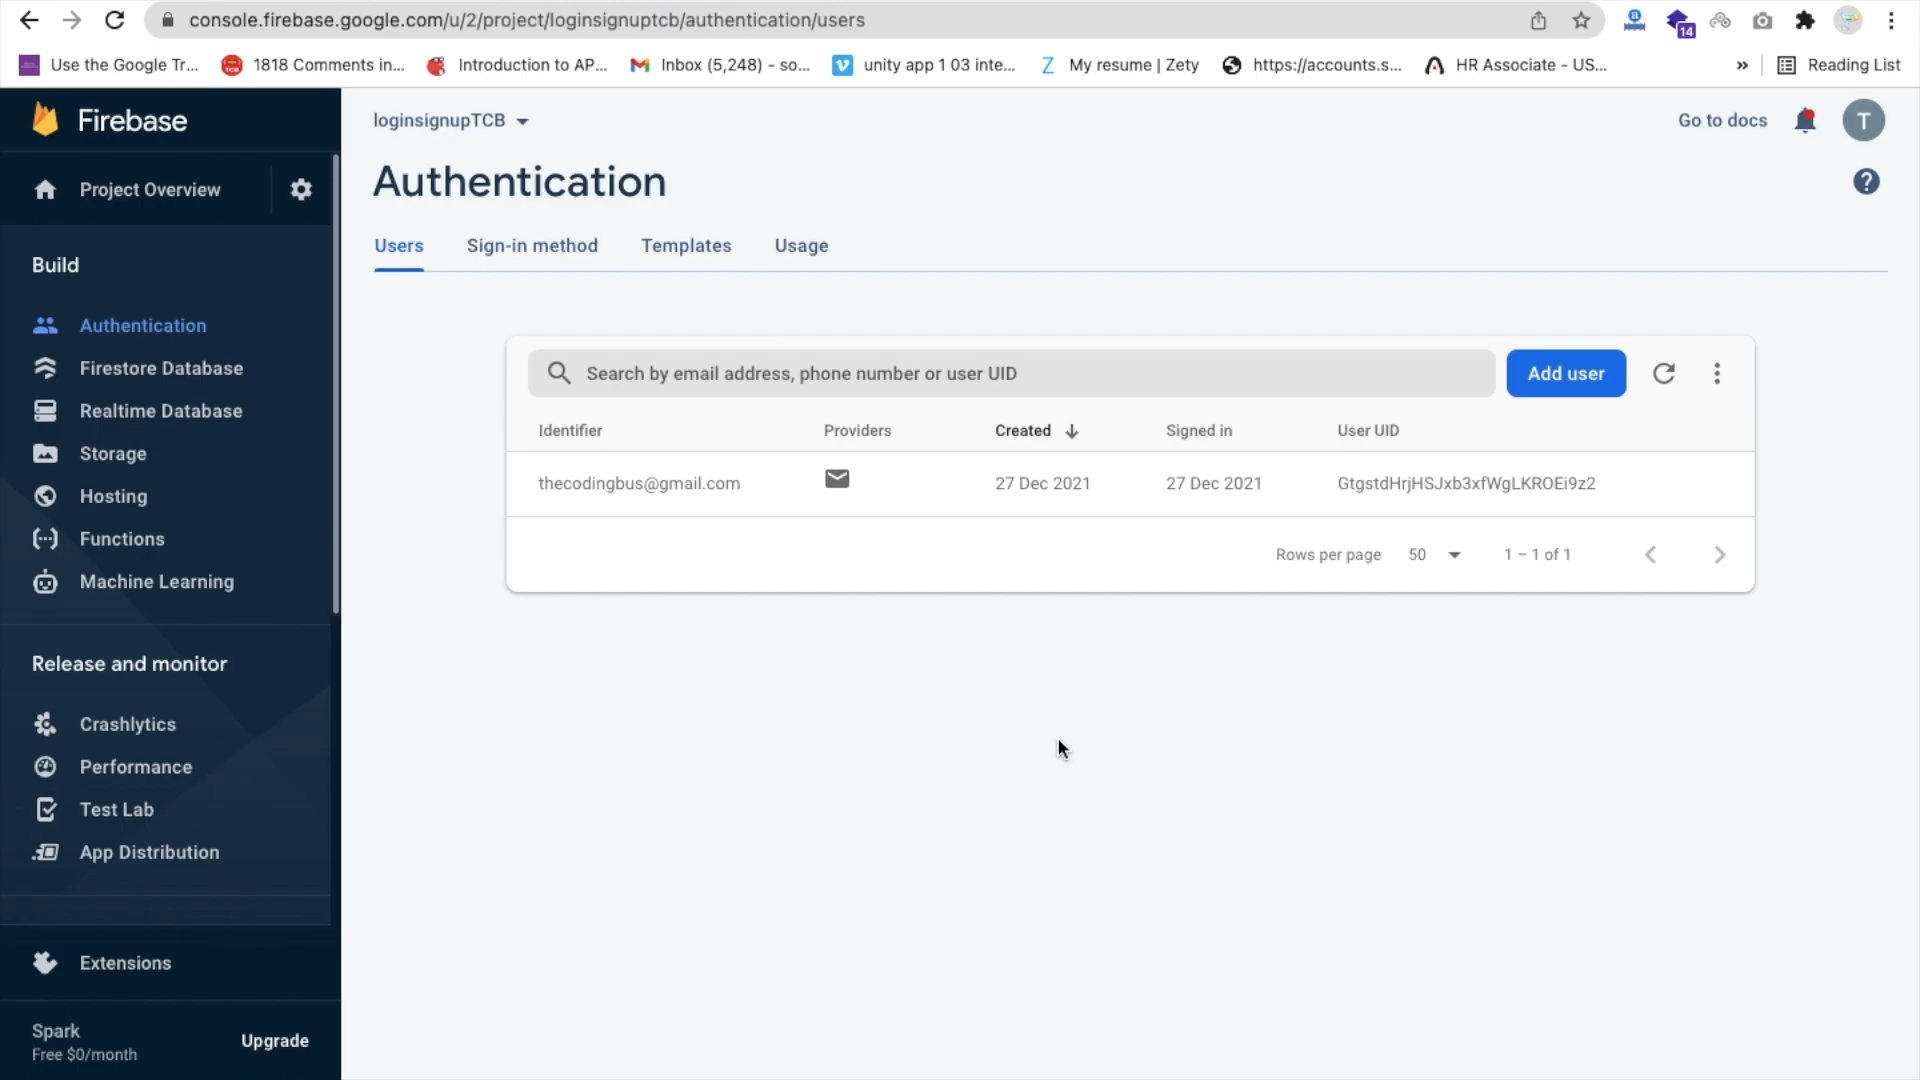 console.firebase.google.com/u/2/project/loginsignuptcb/authentication/users
14
Use the Google Tr...
1818 Comments in...
Introduction to AP...
Inbox (5,248) - so...
unity app 1 03 inte...
My resume | Zety
https://accounts.s...
HR Associate - US...
»
Reading List
Firebase
loginsignupTCB
Go to docs
T
Project Overview
Authentication
Users
Sign-in method
Templates
Usage
Build
Authentication
Firestore Database
Realtime Database
Storage
Hosting
Functions
Machine Learning
Search by email address, phone number or user UID
Add user
Identifier
Providers
Created
Signed in
User UID
thecodingbus@gmail.com
27 Dec 2021
27 Dec 2021
GtgstdHrjHSJxb3xfWgLKROEi9z2
Rows per page
50
1 – 1 of 1
Release and monitor
Crashlytics
Performance
Test Lab
App Distribution
Extensions
Spark
Free $0/month
Upgrade